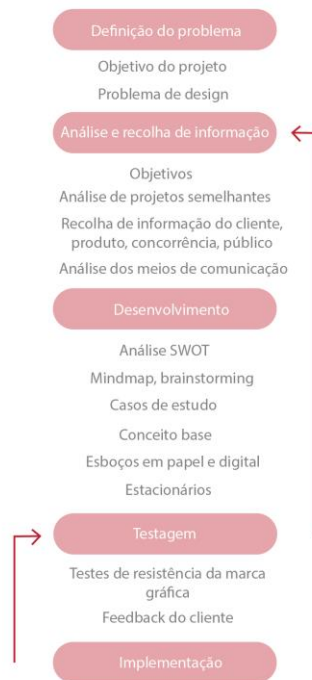 Definição do problema
Objetivo do projeto
Problema de design
Análise e recolha de informação
Objetivos
Análise de projetos semelhantes
Recolha de informação do cliente,
produto, concorrência, público
Análise dos meios de comunicação
Desenvolvimento
Análise SWOT
Mindmap, brainstorming
Casos de estudo
Conceito base
Esboços em papel e digital
Estacionários
Testagem
Testes de resistência da marca
gráfica
Feedback do cliente
Implementação